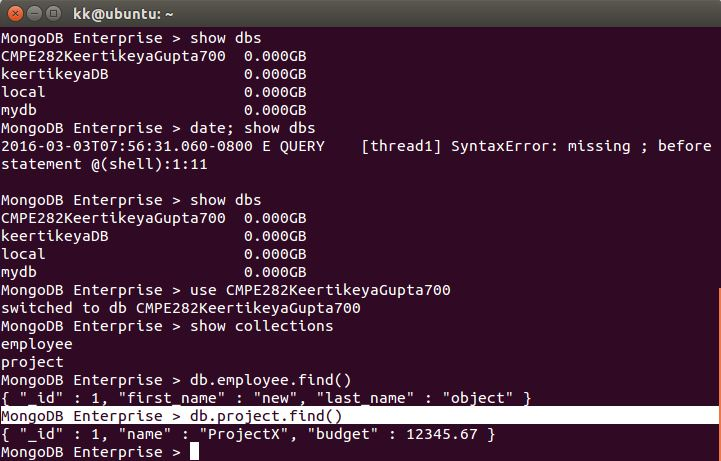 kk@ubuntu: ~
MongoDB Enterprise > show dbs
CMPE282KeertikeyaGupta700  0.000GB
keertikeyaDB               0.000GB
local                      0.000GB
mydb                       0.000GB
MongoDB Enterprise > date; show dbs
2016-03-03T07:56:31.060-0800 E QUERY    [thread1] SyntaxError: missing ; before
statement @(shell):1:11

MongoDB Enterprise > show dbs
CMPE282KeertikeyaGupta700  0.000GB
keertikeyaDB               0.000GB
local                      0.000GB
mydb                       0.000GB
MongoDB Enterprise > use CMPE282KeertikeyaGupta700
switched to db CMPE282KeertikeyaGupta700
MongoDB Enterprise > show collections
employee
project
MongoDB Enterprise > db.employee.find()
{ "_id" : 1, "first_name" : "new", "last_name" : "object" }
MongoDB Enterprise > db.project.find()
{ "_id" : 1, "name" : "ProjectX", "budget" : 12345.67 }
MongoDB Enterprise >